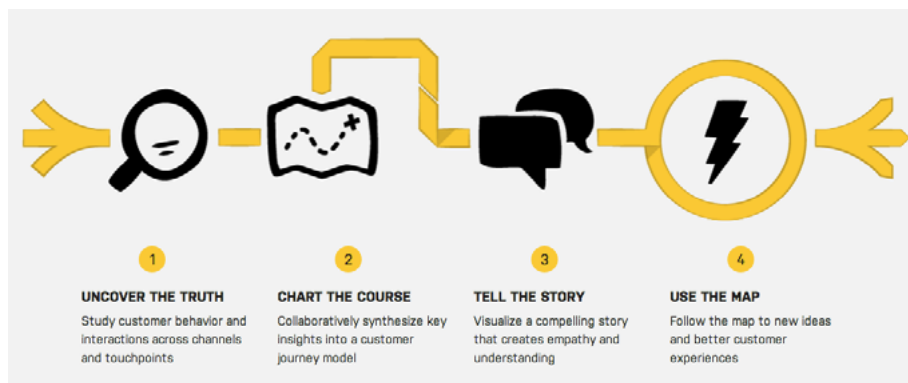 1
UNCOVER THE TRUTH
Study customer behavior and
interactions across channels
and touchpoints
2
CHART THE COURSE
Collaboratively synthesize key
insights into a customer
journey model
3
TELL THE STORY
Visualize a compelling story
that creates empathy and
understanding
4
USE THE MAP
Follow the map to new ideas
and better customer
experiences